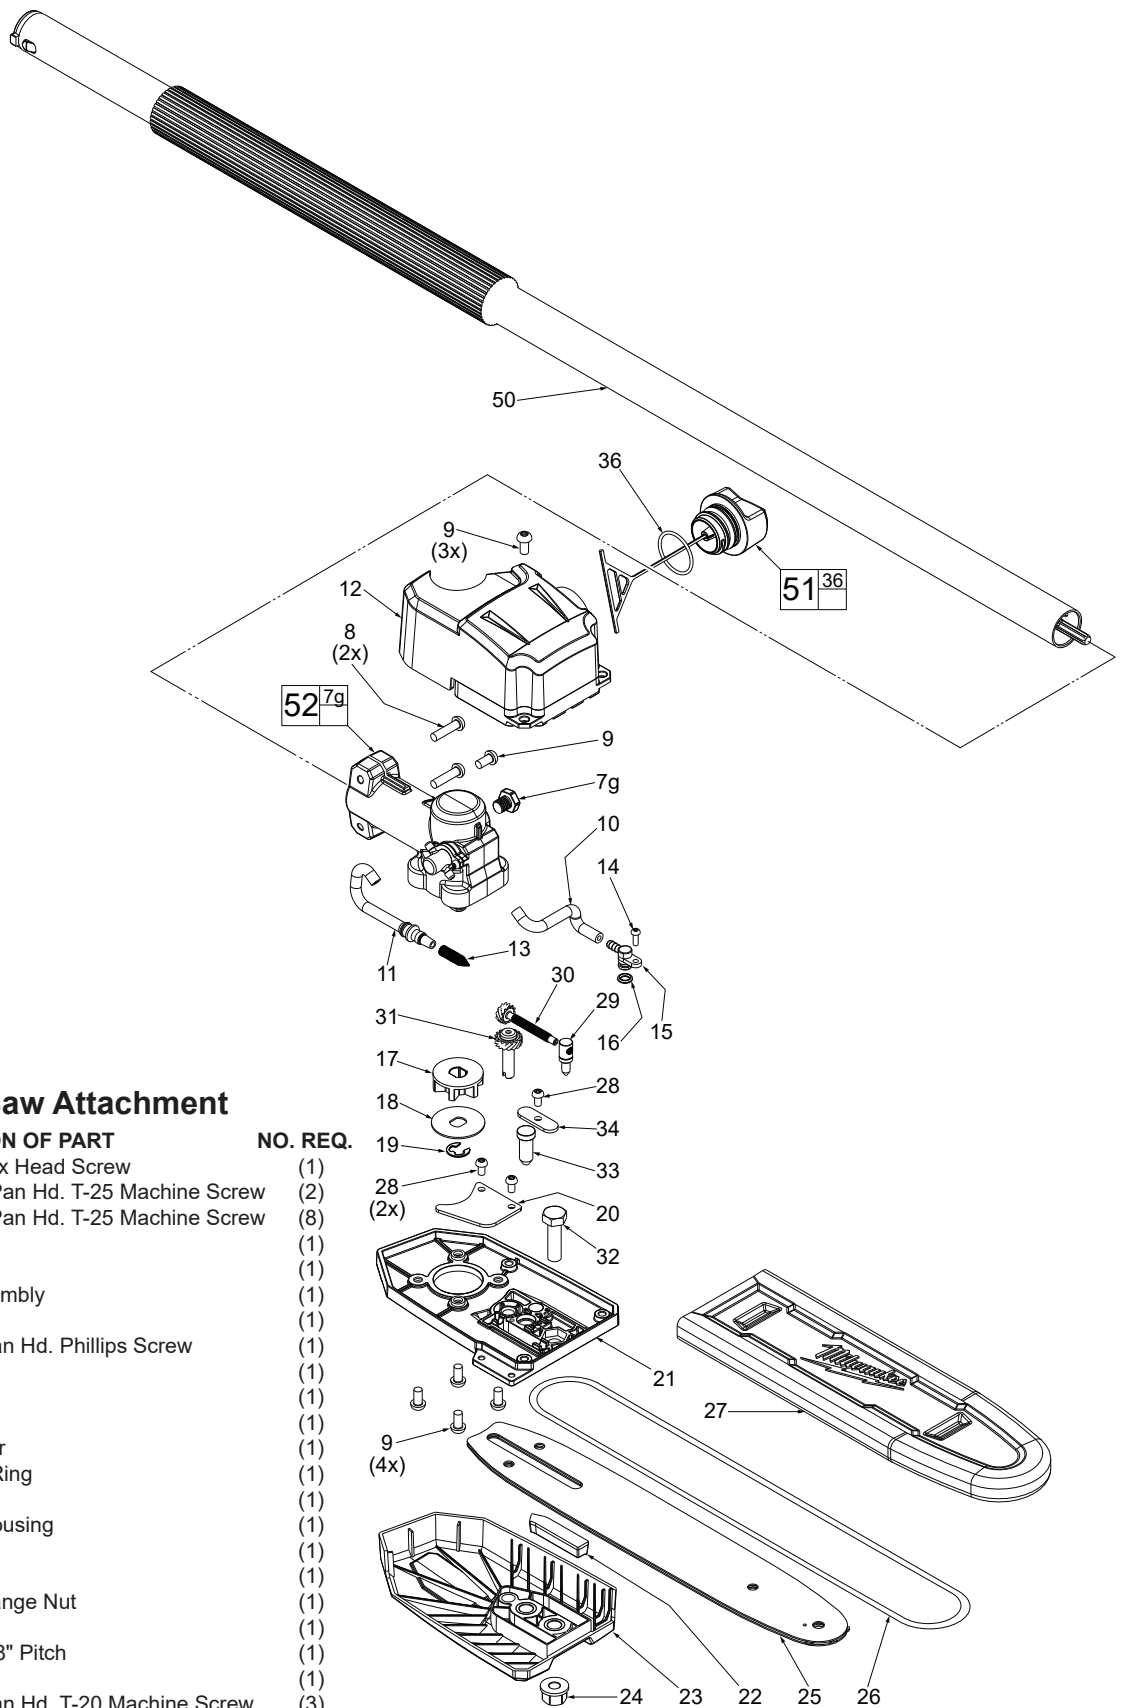 50
36
9
(3x)
51 36
12
8
(2x)
52 7g
9
7g
10
14
13
11
30
29
31
16
15
17
28
18
34
19
33
28
(2x)
20
32
21
Milwaukee
27
9
(4x)
24 23 22 25 26
aw Attachment
ON OF PART NO. REQ.
x Head Screw (1)
Pan Hd. T-25 Machine Screw (2)
Pan Hd. T-25 Machine Screw (8)
(1)
(1)
mbly (1)
(1)
an Hd. Phillips Screw (1)
(1)
(1)
(1)
r (1)
Ring (1)
(1)
ousing (1)
(1)
(1)
ange Nut (1)
(1)
8" Pitch (1)
(1)
an Hd. T-20 Machine Screw (3)